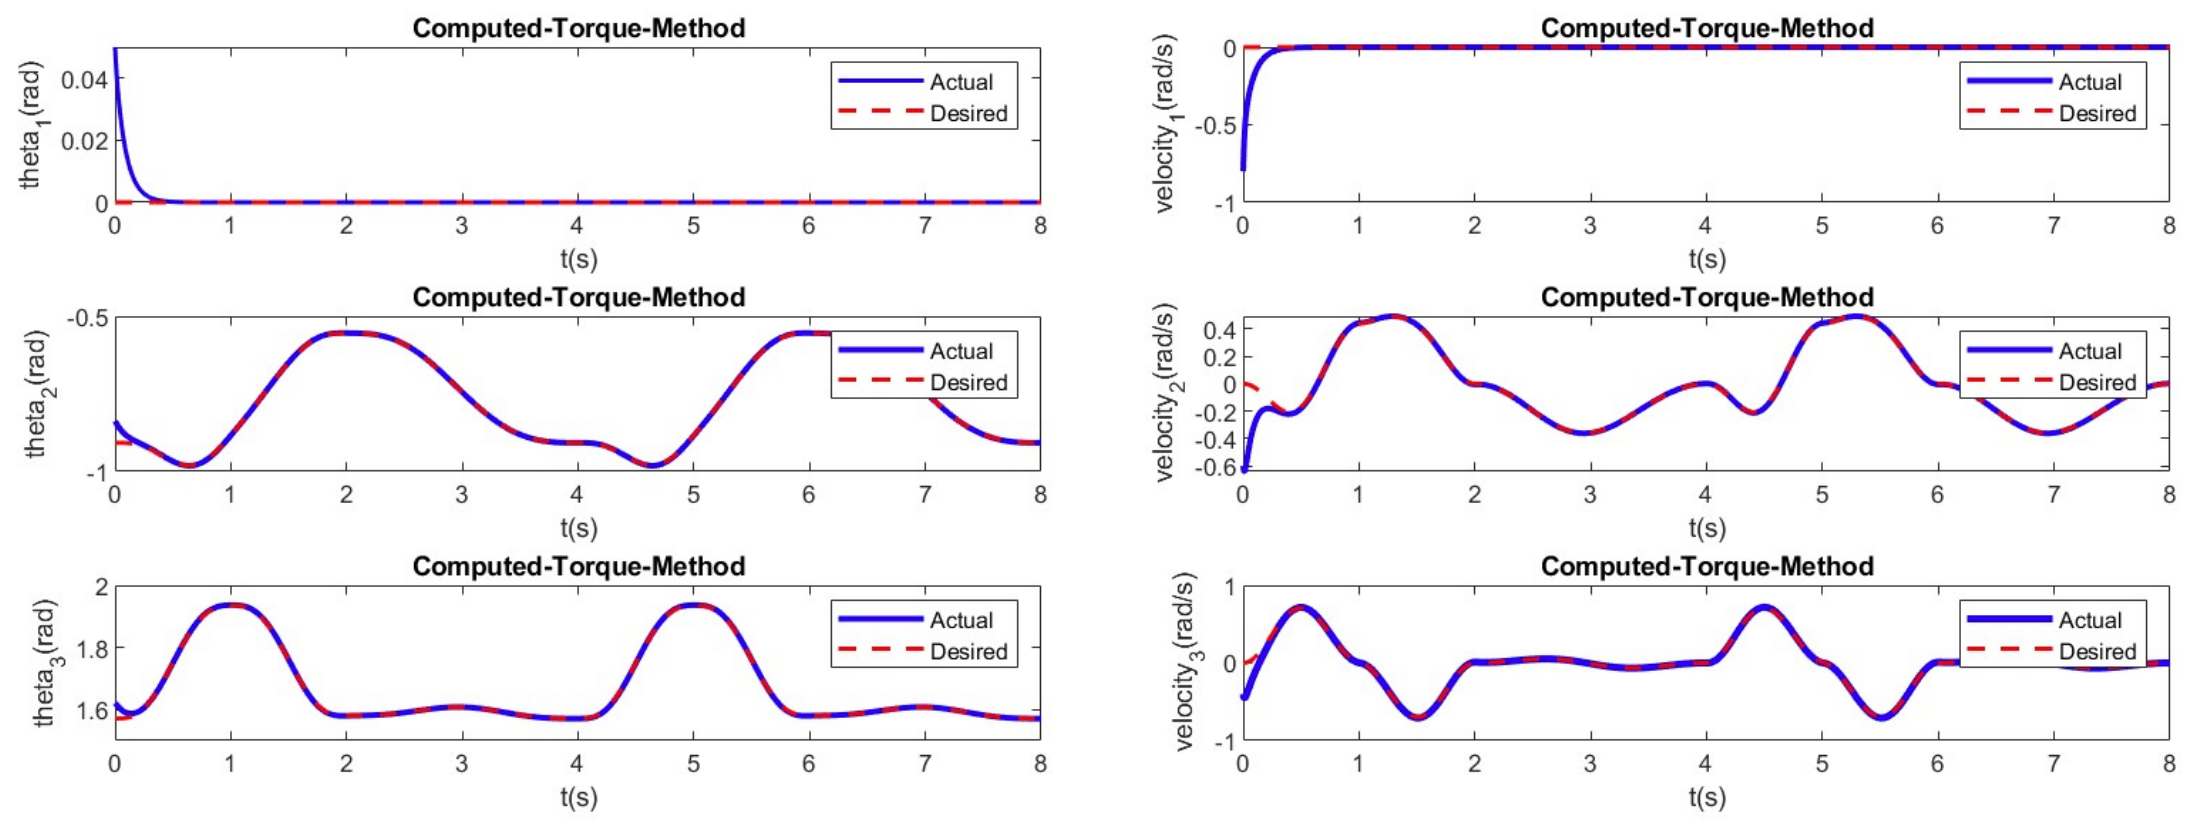 Computed-Torque-Method
theta_1(rad)
0.04
0.02
0
Actual
Desired
0 1 2 3 4 5 6 7 8
t(s)
Computed-Torque-Method
velocity_1(rad/s)
0
-0.5
-1
Actual
Desired
0 1 2 3 4 5 6 7 8
t(s)
Computed-Torque-Method
theta_2(rad)
-0.5
-1
Actual
Desired
0 1 2 3 4 5 6 7 8
t(s)
Computed-Torque-Method
velocity_2(rad/s)
0.4
0.2
0
-0.2
-0.4
-0.6
Actual
Desired
0 1 2 3 4 5 6 7 8
t(s)
Computed-Torque-Method
theta_3(rad)
2
1.8
1.6
Actual
Desired
0 1 2 3 4 5 6 7 8
t(s)
Computed-Torque-Method
velocity_3(rad/s)
1
0
-1
Actual
Desired
0 1 2 3 4 5 6 7 8
t(s)